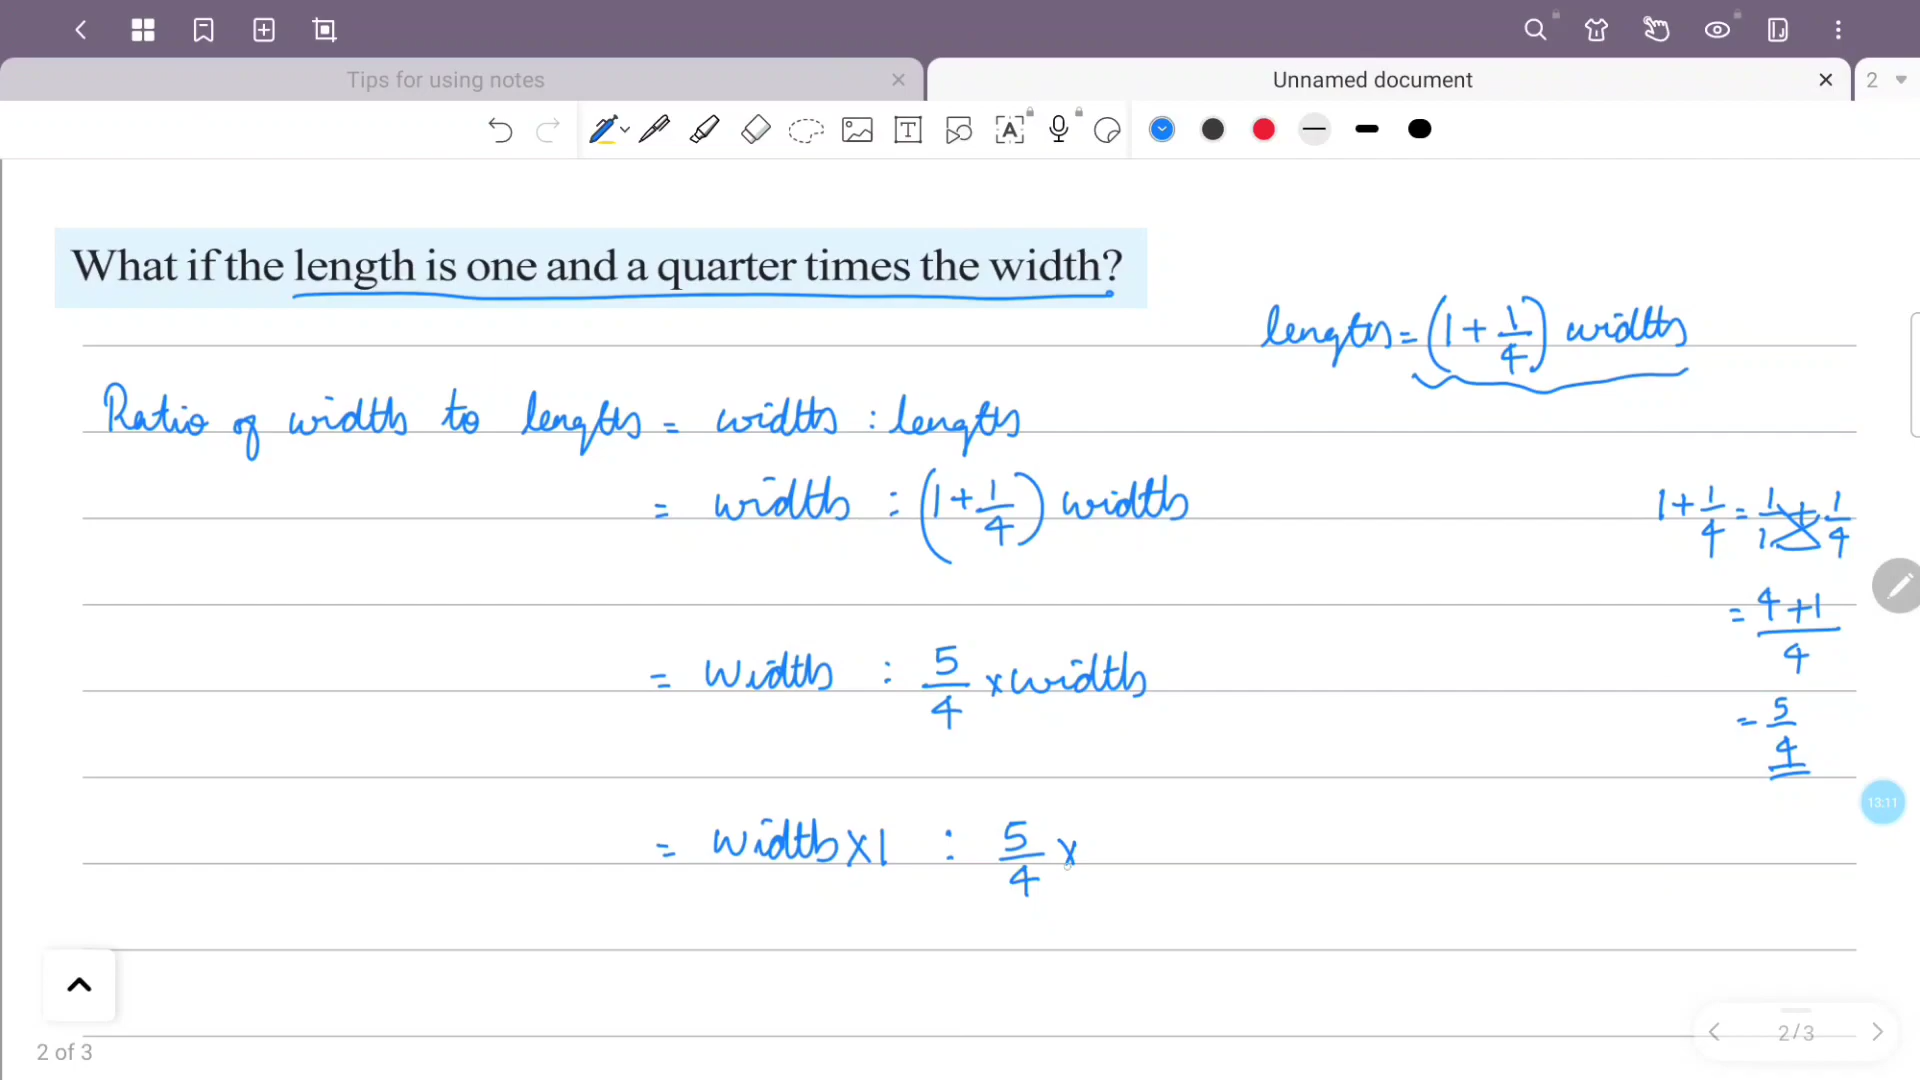 Tips for using notes
Unnamed document
2
What if the length is one and a quarter times the width?
length = (1 + 1/4) width
Ratio of width to length = width : length
= width : (1 + 1/4) width
1 + 1/4 = 1/1 + 1/4
= 4 + 1 / 4
= 5/4
= width : 5/4 × width
= width × 1 : 5/4 ×
13:11
2 of 3
2/3